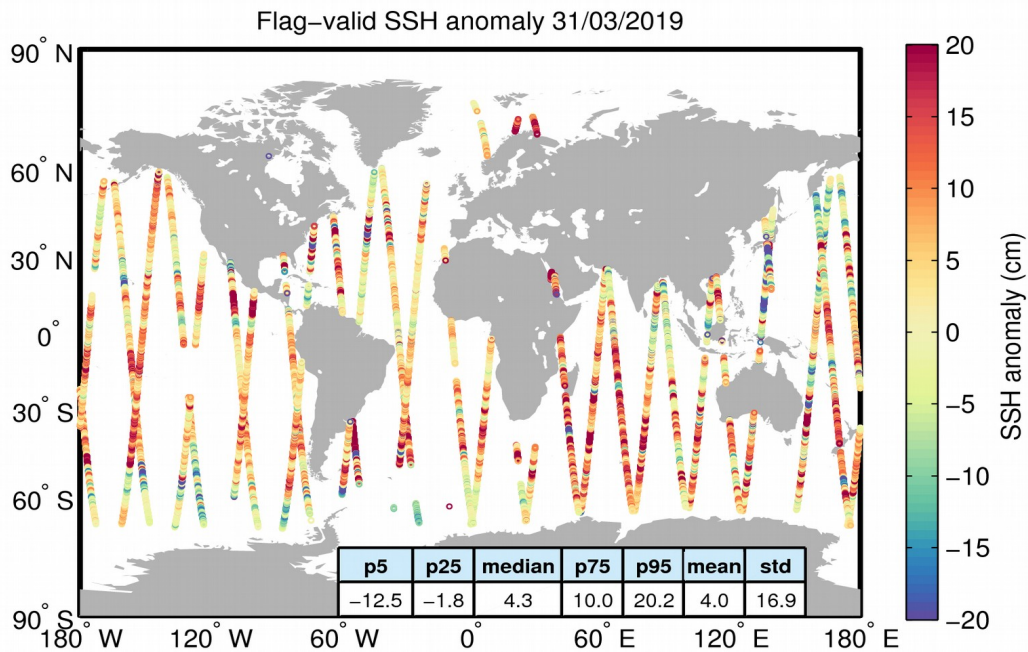 Flag−valid SSH anomaly 31/03/2019
90° N
60° N
30° N
0°
30° S
60° S
90° S
180° W
120° W
60° W
0°
60° E
120° E
180° E
p5 p25 median p75 p95 mean std
−12.5 −1.8 4.3 10.0 20.2 4.0 16.9
20
15
10
5
0
−5
−10
−15
−20
SSH anomaly (cm)